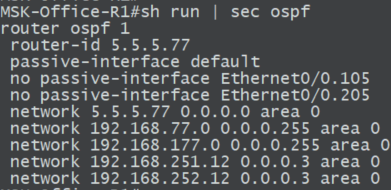 MSK-Office-R1#sh run | sec ospf
router ospf 1
 router-id 5.5.5.77
 passive-interface default
 no passive-interface Ethernet0/0.105
 no passive-interface Ethernet0/0.205
 network 5.5.5.77 0.0.0.0 area 0
 network 192.168.77.0 0.0.0.255 area 0
 network 192.168.177.0 0.0.0.255 area 0
 network 192.168.251.12 0.0.0.3 area 0
 network 192.168.252.12 0.0.0.3 area 0